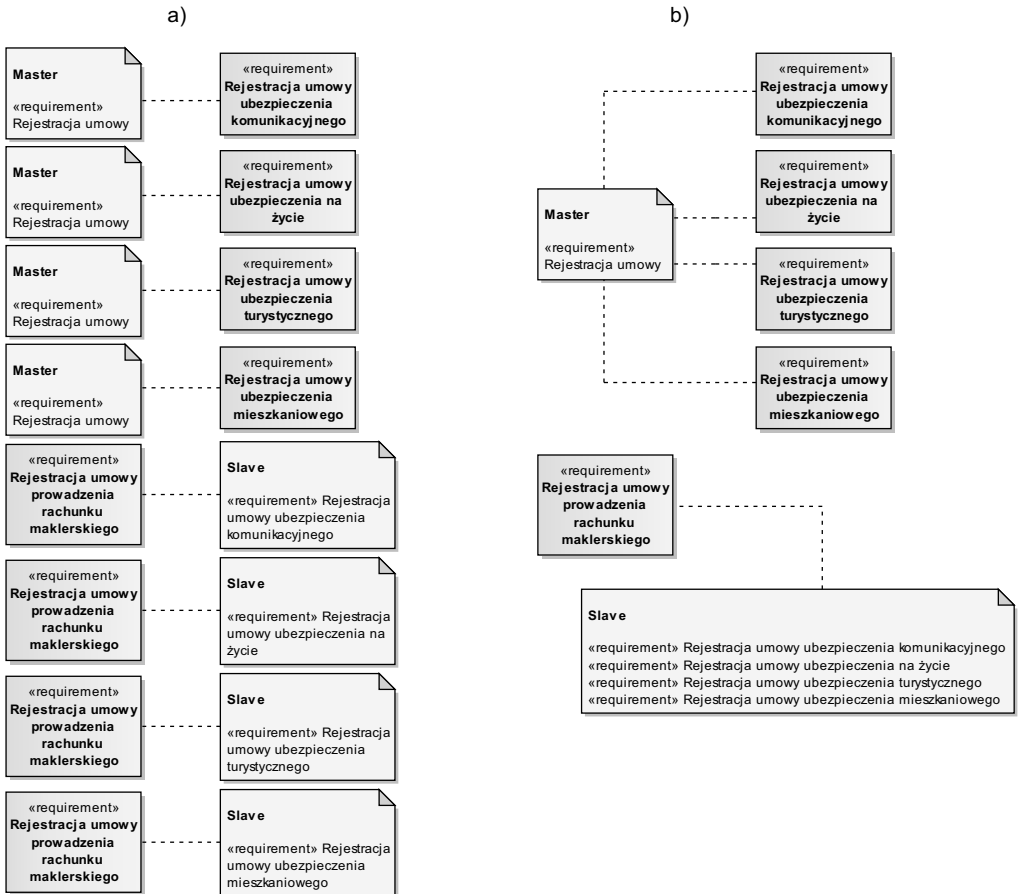 a)
Master
«requirement»
Rejestracja umowy
«requirement»
Rejestracja umowy
ubezpieczenia
komunikacyjnego
Master
«requirement»
Rejestracja umowy
«requirement»
Rejestracja umowy
ubezpieczenia na
życie
Master
«requirement»
Rejestracja umowy
«requirement»
Rejestracja umowy
ubezpieczenia
turystycznego
Master
«requirement»
Rejestracja umowy
«requirement»
Rejestracja umowy
ubezpieczenia
mieszkaniowego
«requirement»
Rejestracja umowy
prowadzenia
rachunku
maklerskiego
Slave
«requirement» Rejestracja
umowy ubezpieczenia
komunikacyjnego
«requirement»
Rejestracja umowy
prowadzenia
rachunku
maklerskiego
Slave
«requirement» Rejestracja
umowy ubezpieczenia na
życie
«requirement»
Rejestracja umowy
prowadzenia
rachunku
maklerskiego
Slave
«requirement» Rejestracja
umowy ubezpieczenia
turystycznego
«requirement»
Rejestracja umowy
prowadzenia
rachunku
maklerskiego
Slave
«requirement» Rejestracja
umowy ubezpieczenia
mieszkaniowego
b)
Master
«requirement»
Rejestracja umowy
«requirement»
Rejestracja umowy
ubezpieczenia
komunikacyjnego
«requirement»
Rejestracja umowy
ubezpieczenia na
życie
«requirement»
Rejestracja umowy
ubezpieczenia
turystycznego
«requirement»
Rejestracja umowy
ubezpieczenia
mieszkaniowego
«requirement»
Rejestracja umowy
prowadzenia
rachunku
maklerskiego
Slave
«requirement» Rejestracja umowy ubezpieczenia komunikacyjnego
«requirement» Rejestracja umowy ubezpieczenia na życie
«requirement» Rejestracja umowy ubezpieczenia turystycznego
«requirement» Rejestracja umowy ubezpieczenia mieszkaniowego